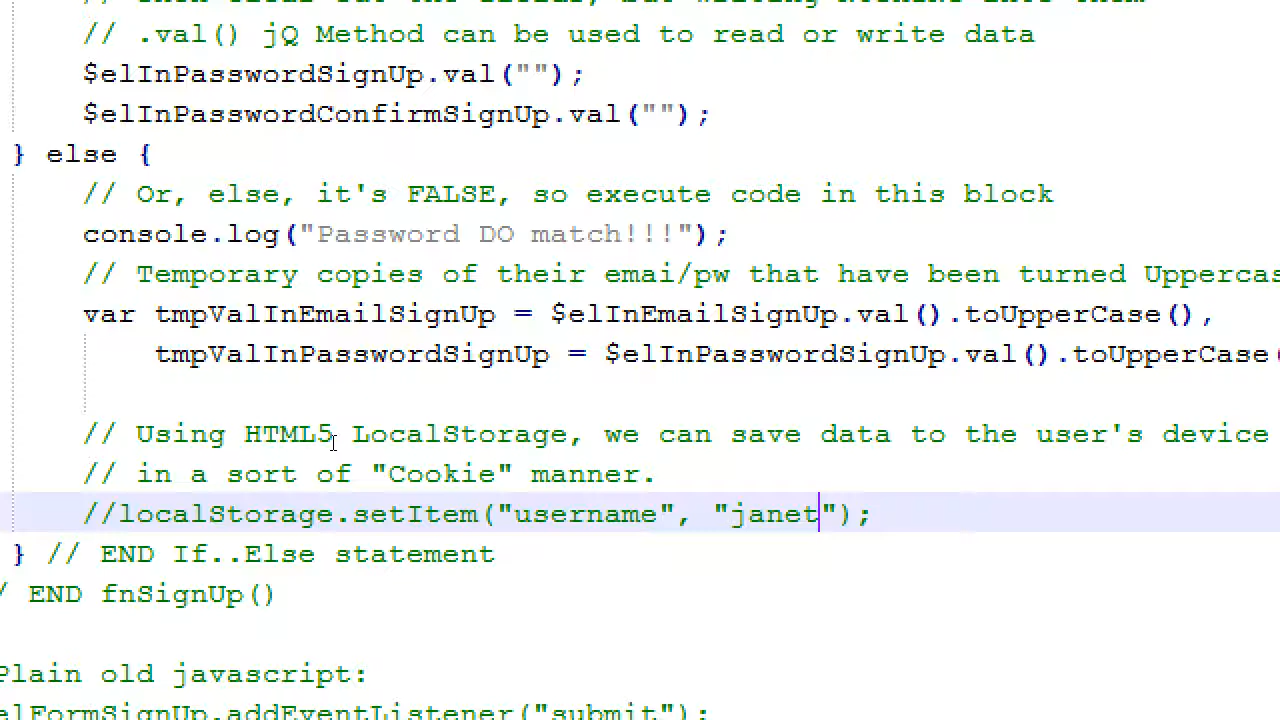 // .val() jQ Method can be used to read or write data
$elInPasswordSignUp.val("");
$elInPasswordConfirmSignUp.val("");
} else {
// Or, else, it's FALSE, so execute code in this block
console.log("Password DO match!!!");
// Temporary copies of their emai/pw that have been turned Uppercas
var tmpValInEmailSignUp = $elInEmailSignUp.val().toUpperCase(),
tmpValInPasswordSignUp = $elInPasswordSignUp.val().toUpperCase(
// Using HTML5 LocalStorage, we can save data to the user's device
// in a sort of "Cookie" manner.
//localStorage.setItem("username", "janet");
} // END If..Else statement
/ END fnSignUp()
Plain old javascript:
elFormSignUp.addEventListener("submit");